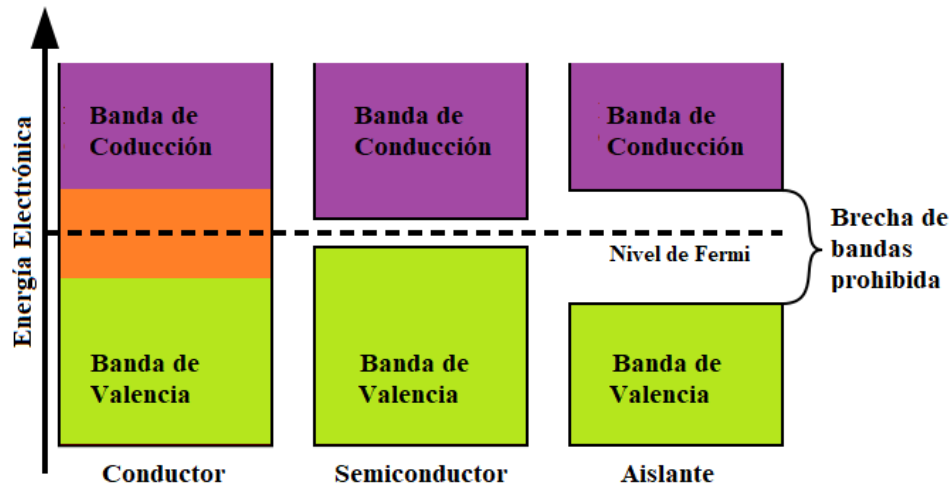 Energía Electrónica
Banda de
Coducción
Banda de
Conducción
Banda de
Conducción
Nivel de Fermi
Brecha de
bandas
prohibida
Banda de
Valencia
Banda de
Valencia
Banda de
Valencia
Conductor
Semiconductor
Aislante